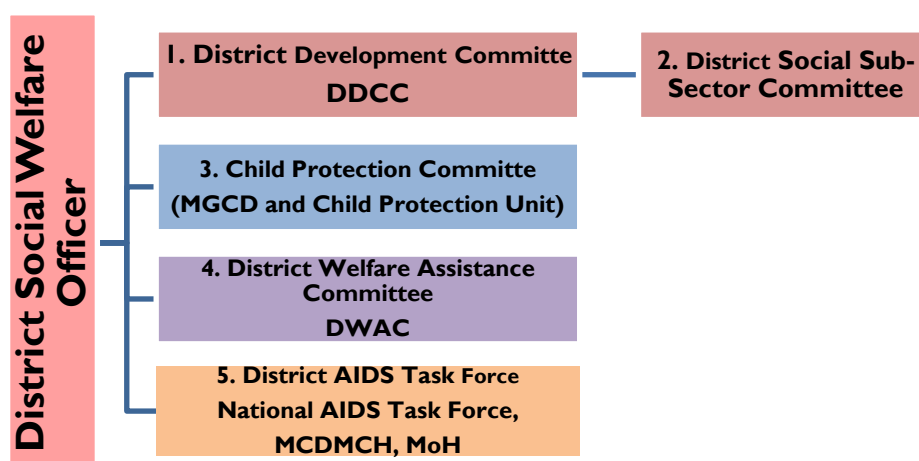 District Social Welfare
Officer
1. District Development Committe
DDCC
2. District Social Sub-
Sector Committee
3. Child Protection Committe
(MGCD and Child Protection Unit)
4. District Welfare Assistance
Committee
DWAC
5. District AIDS Task Force
National AIDS Task Force,
MCDMCH, MoH